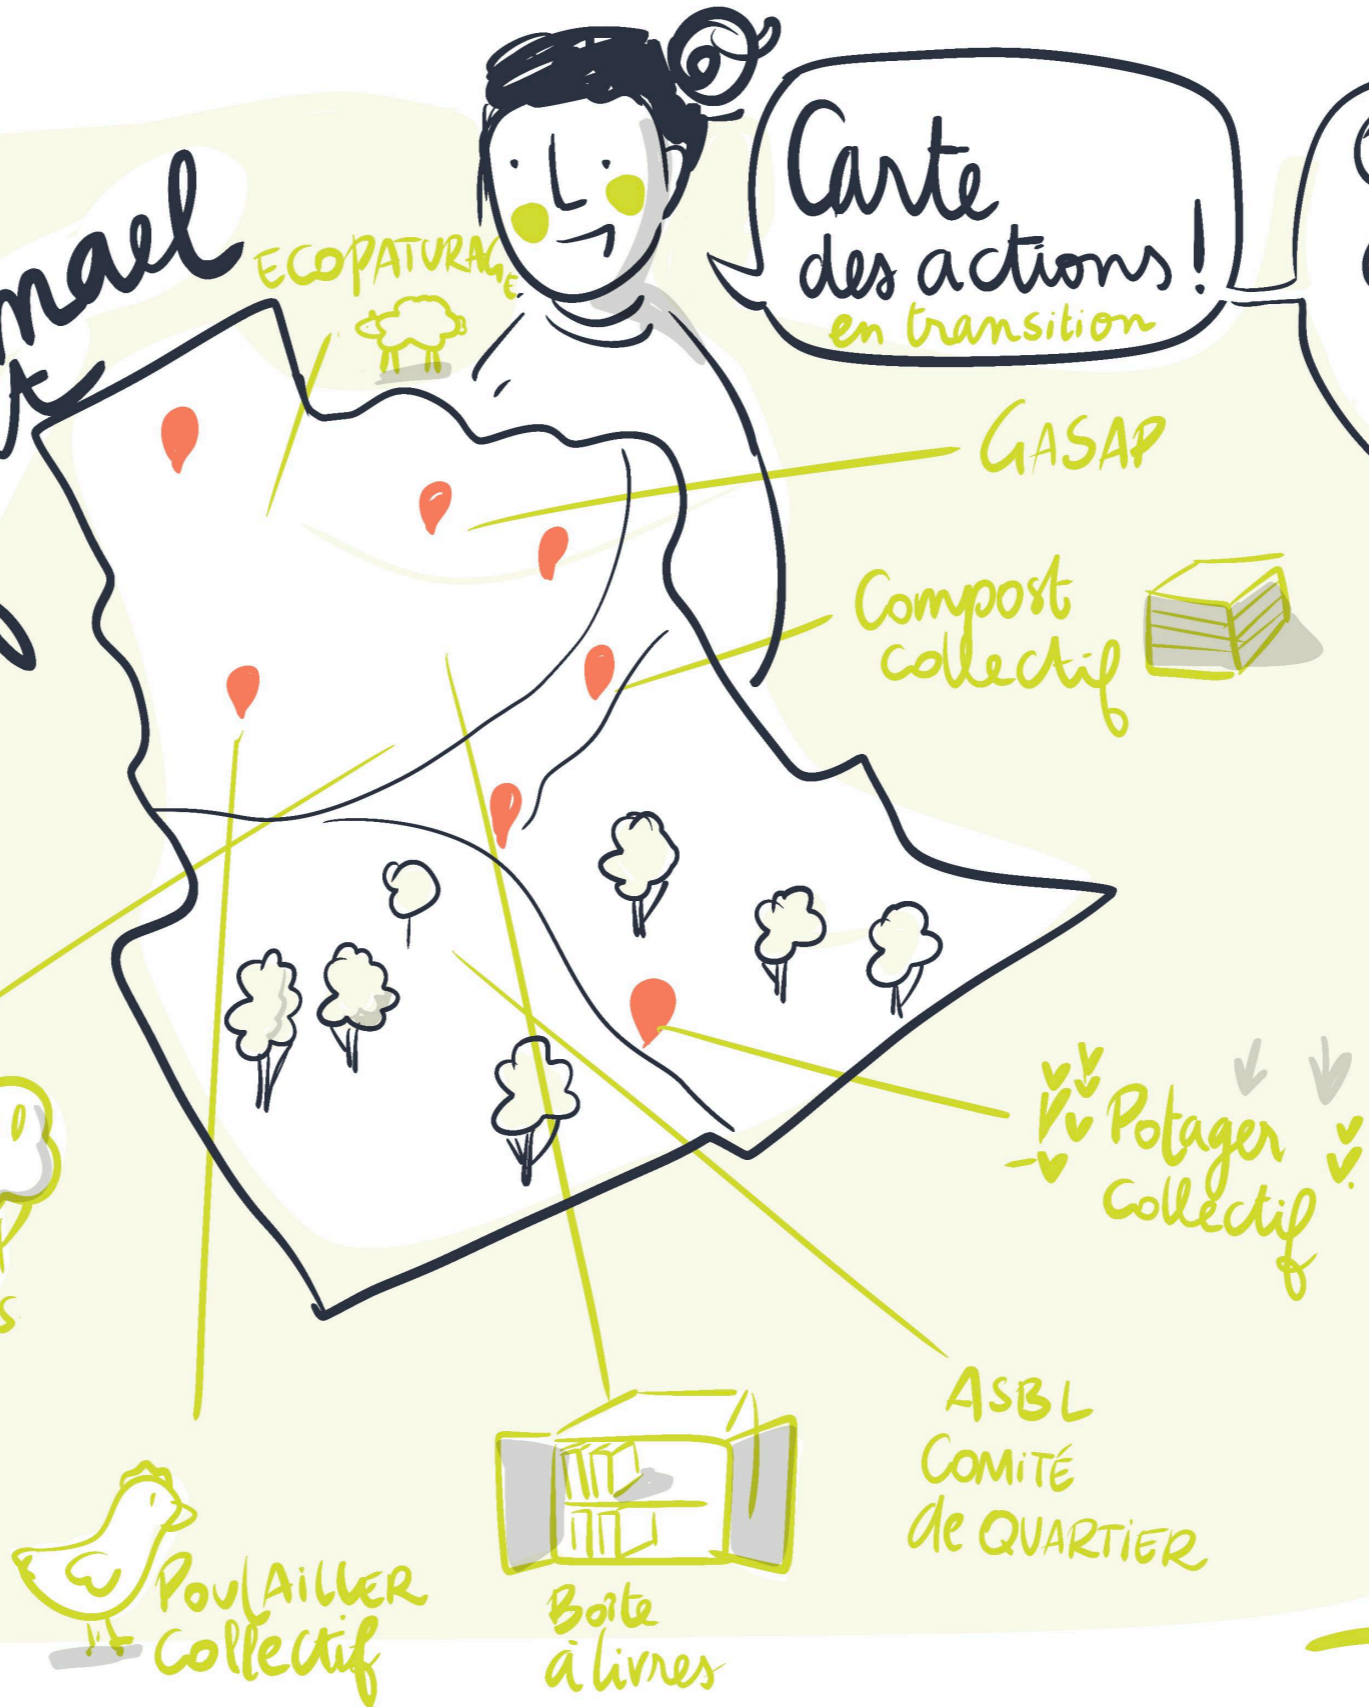 mael
t
ECOPATURAGE
Carte
des actions !
en transition
GASAP
Compost
collectif
Potager
Collectif
ASBL
COMITÉ
de QUARTIER
Boîte
à livres
POULAILLER
Collectif
s